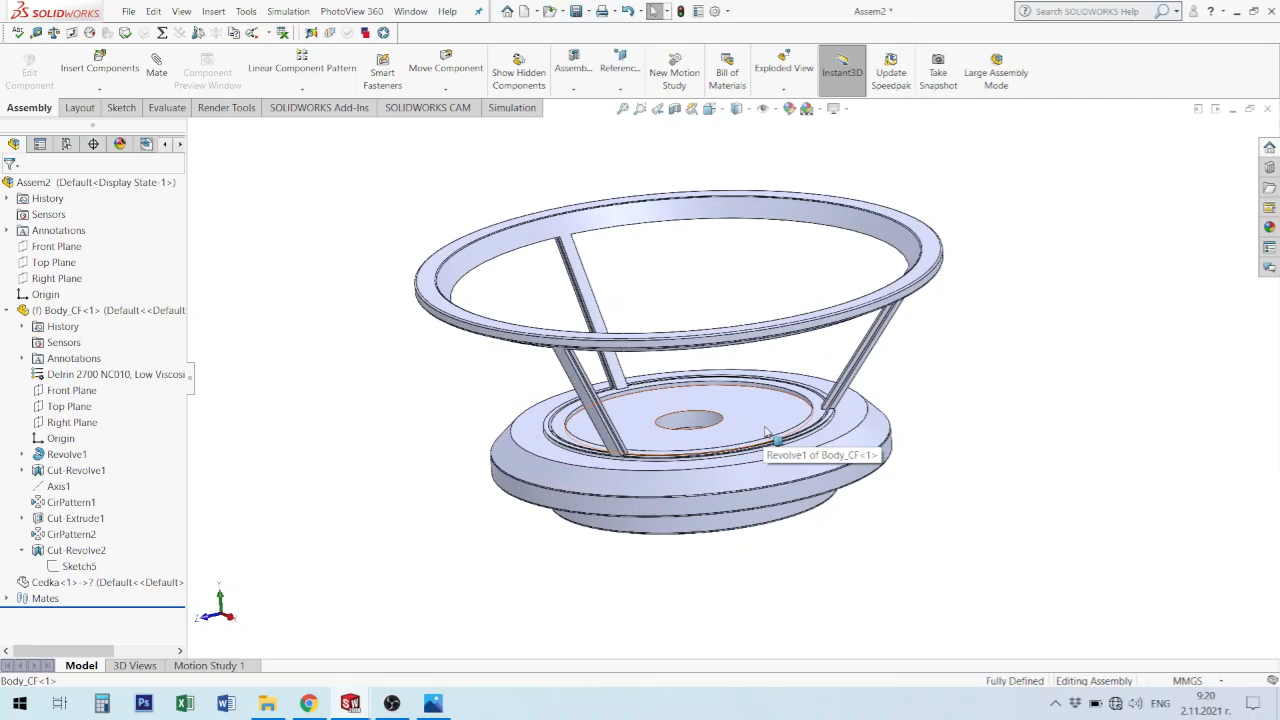 SOLIDWORKS
File
Edit
View
Insert
Tools
Simulation
PhotoView 360
Window
Help
Assem2 *
Search SOLIDWORKS Help
Edit Component
Insert Components
Mate
Component Preview Window
Linear Component Pattern
Smart Fasteners
Move Component
Show Hidden Components
Assemb...
Referenc...
New Motion Study
Bill of Materials
Exploded View
Instant3D
Update Speedpak
Take Snapshot
Large Assembly Mode
Assembly
Layout
Sketch
Evaluate
Render Tools
SOLIDWORKS Add-Ins
SOLIDWORKS CAM
Simulation
Assem2 (Default<Display State-1>)
History
Sensors
Annotations
Front Plane
Top Plane
Right Plane
Origin
(f) Body_CF<1> (Default<<Default
History
Sensors
Annotations
Delrin 2700 NC010, Low Viscosi
Front Plane
Top Plane
Right Plane
Origin
Revolve1
Cut-Revolve1
Axis1
CirPattern1
Cut-Extrude1
CirPattern2
Cut-Revolve2
Sketch5
Cedka<1>->? (Default<<Default>
Mates
Revolve1 of Body_CF<1>
Y
Z
X
Model
3D Views
Motion Study 1
Body_CF<1>
Fully Defined
Editing Assembly
MMGS
ENG
9:20
2.11.2021 г.